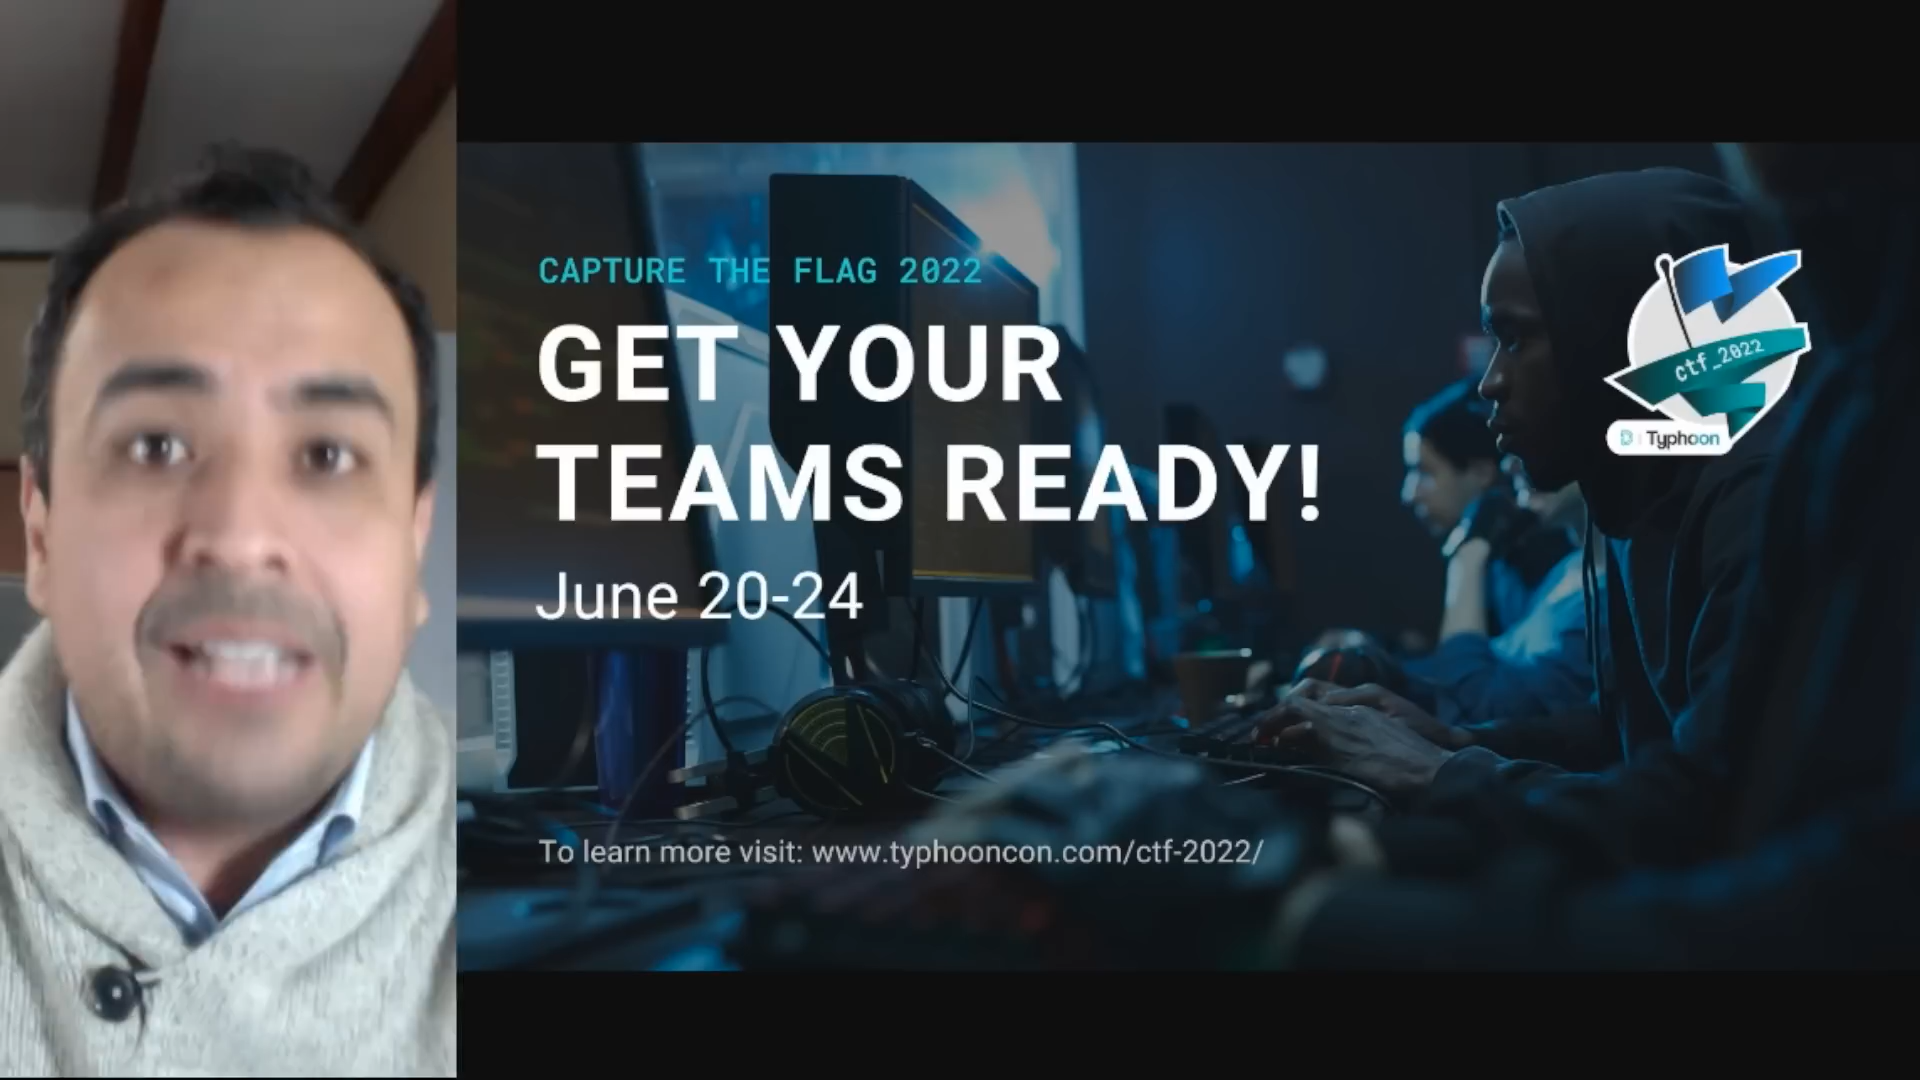 CAPTURE THE FLAG 2022
GET YOUR
TEAMS READY!
June 20-24
ctf_2022
Typhoon
To learn more visit: www.typhooncon.com/ctf-2022/